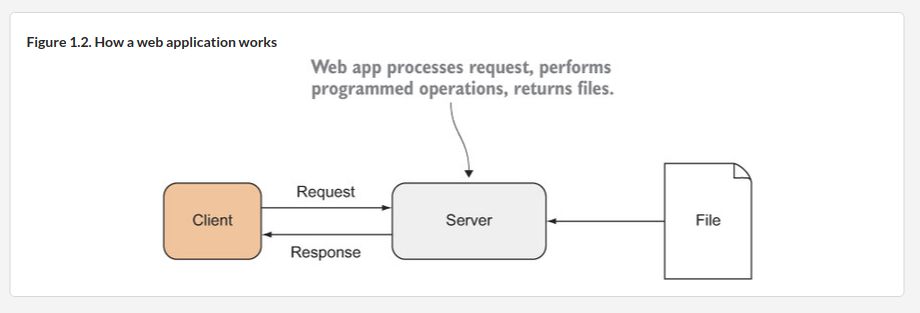 Figure 1.2. How a web application works
Web app processes request, performs
programmed operations, returns files.
Request
Client
Server
File
Response